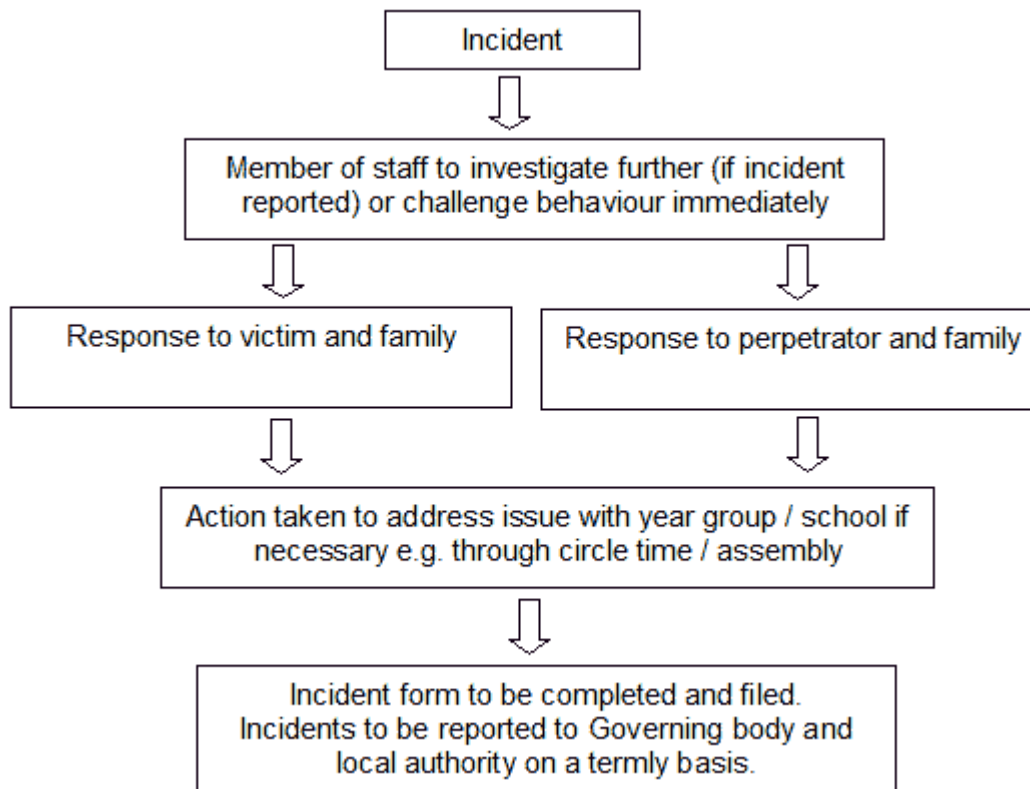 Incident
Member of staff to investigate further (if incident
reported) or challenge behaviour immediately
Response to victim and family
Response to perpetrator and family
Action taken to address issue with year group / school if
necessary e.g. through circle time / assembly
Incident form to be completed and filed.
Incidents to be reported to Governing body and
local authority on a termly basis.